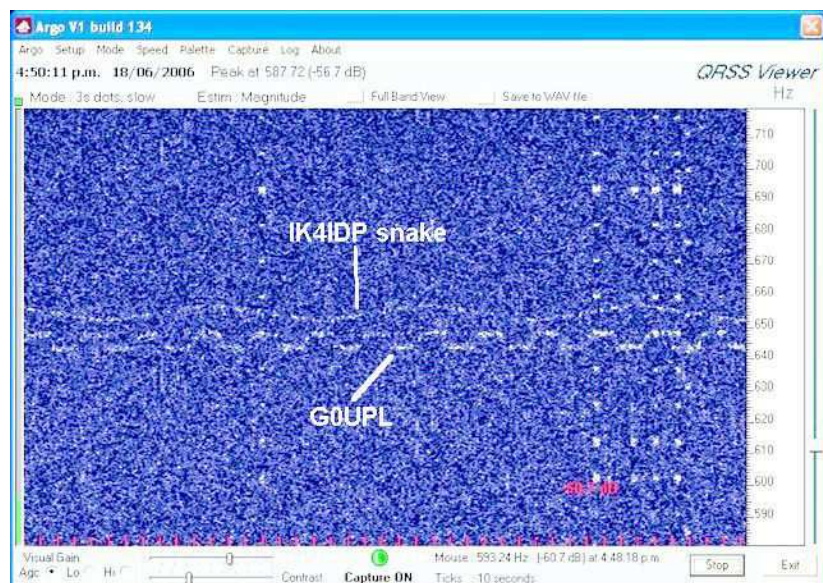 Argo V1 build 134
Argo Setup Mode Speed Palette Capture Log About
4:50:11 p.m. 18/06/2006 Peak at 587.72 (-56.7 dB) QRSS Viewer
Mode : 3s dots, slow Estim : Magnitude Full Band View Save to WAV file Hz
710
700
690
IK4IDP snake
680
670
660
650
640
630
G0UPL
620
610
600
590
Visual Gain
Mouse : 593.24 Hz (-60.7 dB) at 4:48:18 p.m.
Stop Exit
Agc Lo Hi Contrast Capture ON Ticks : 10 seconds